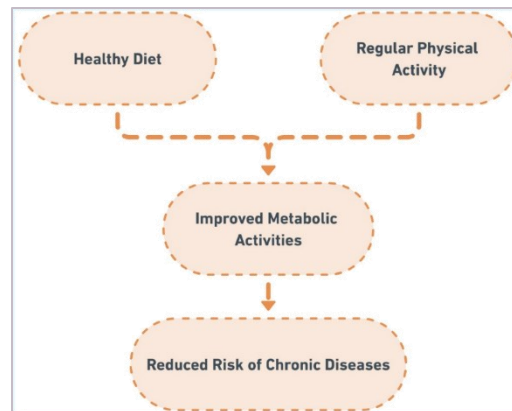 Healthy Diet
Regular Physical
Activity
Improved Metabolic
Activities
Reduced Risk of Chronic Diseases